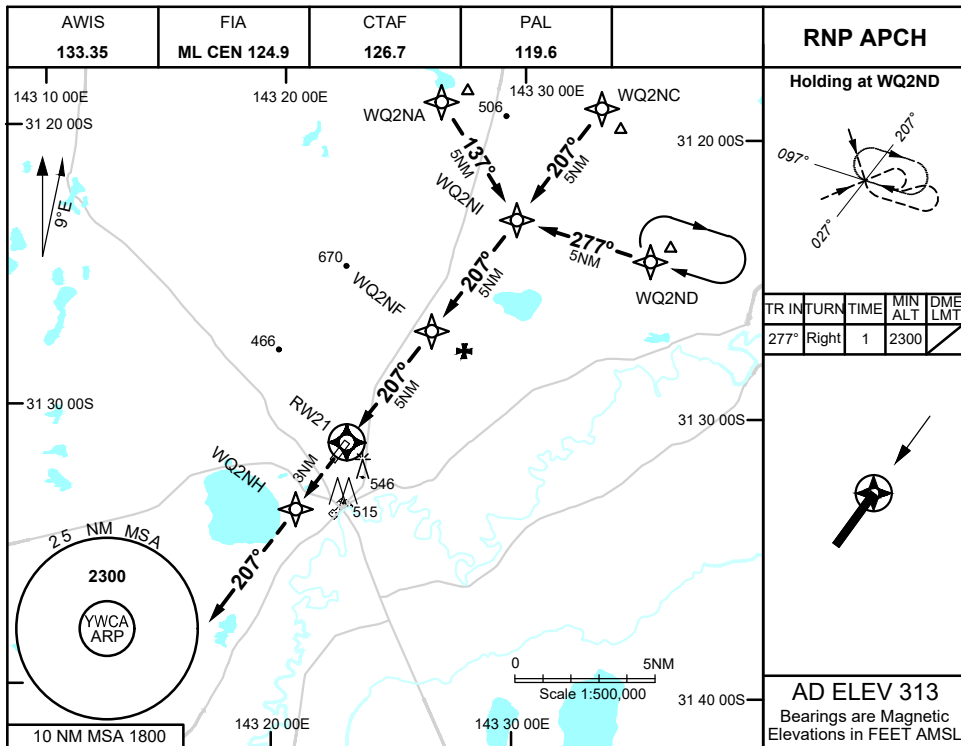 AWIS
133.35
FIA
ML CEN 124.9
CTAF
126.7
PAL
119.6
RNP APCH
143 10 00E
143 20 00E
143 30 00E
31 20 00S
31 20 00S
WQ2NA
506
WQ2NC
137°
5NM
207°
5NM
WQ2NI
9°E
277°
5NM
WQ2ND
670
WQ2NF
207°
5NM
466
207°
5NM
31 30 00S
31 30 00S
RW21
WQ2NH
3NM
546
515
207°
25 NM MSA
2300
YWCA
ARP
10 NM MSA 1800
0
5NM
Scale 1:500,000
31 40 00S
143 20 00E
143 30 00E
Holding at WQ2ND
207°
097°
027°
TR IN TURN TIME MIN ALT DME LMT
277° Right 1 2300
AD ELEV 313
Bearings are Magnetic
Elevations in FEET AMSL